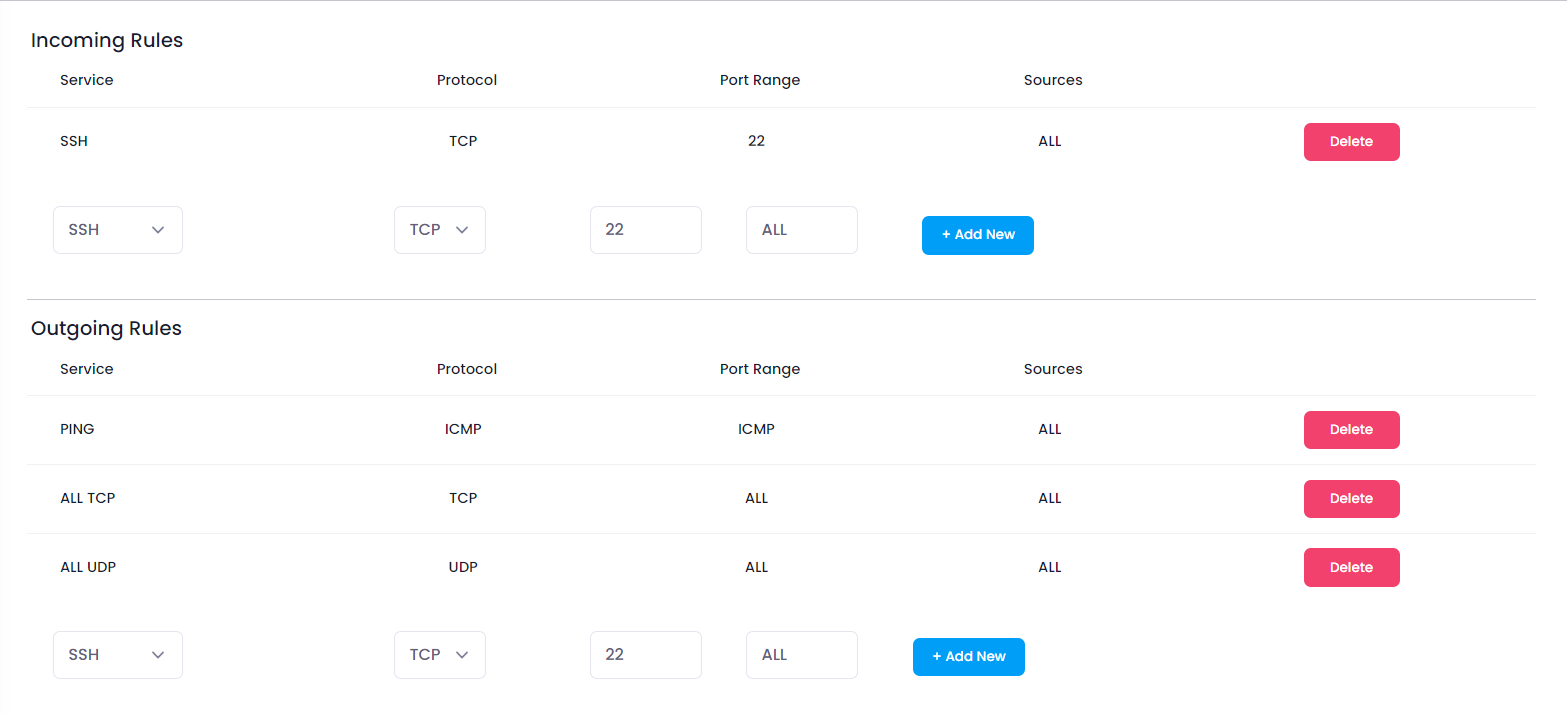 Incoming Rules
Service Protocol Port Range Sources
SSH TCP 22 ALL Delete
SSH TCP 22 ALL + Add New
Outgoing Rules
Service Protocol Port Range Sources
PING ICMP ICMP ALL Delete
ALL TCP TCP ALL ALL Delete
ALL UDP UDP ALL ALL Delete
SSH TCP 22 ALL + Add New